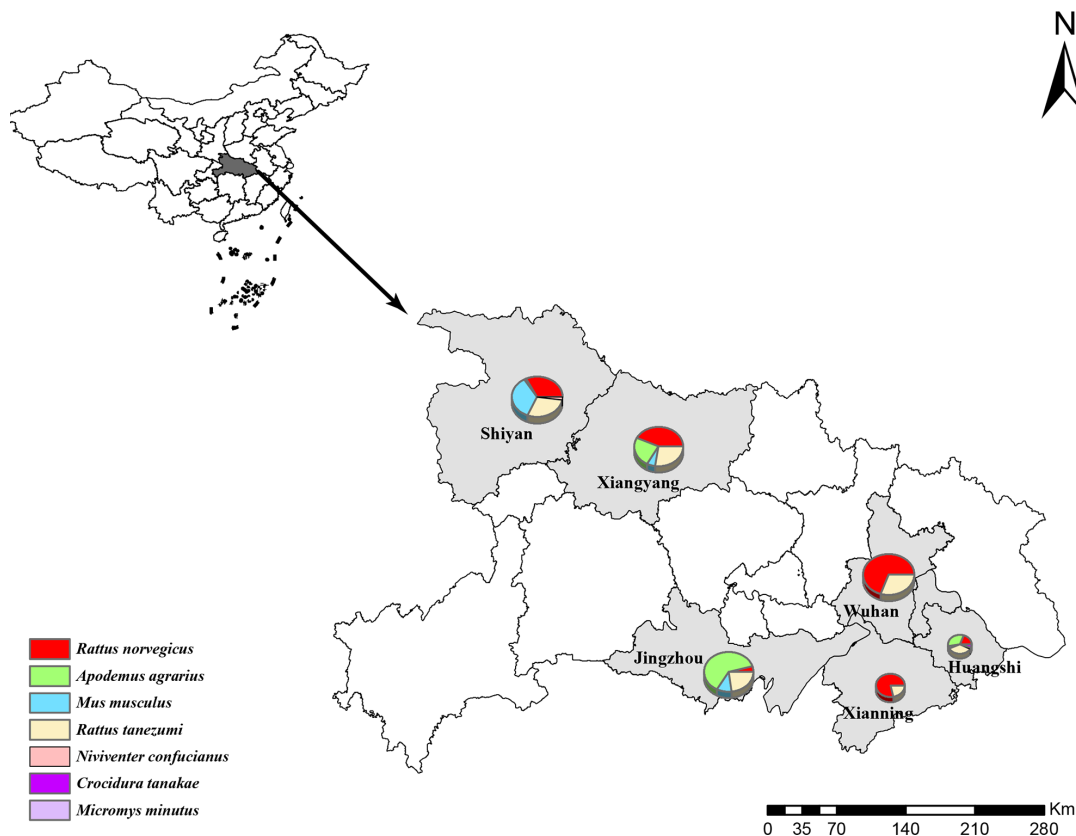 N
Shiyan
Xiangyang
Wuhan
Jingzhou
Huangshi
Xianning
Rattus norvegicus
Apodemus agrarius
Mus musculus
Rattus tanezumi
Niviventer confucianus
Crocidura tanakae
Micromys minutus
Km
0 35 70 140 210 280